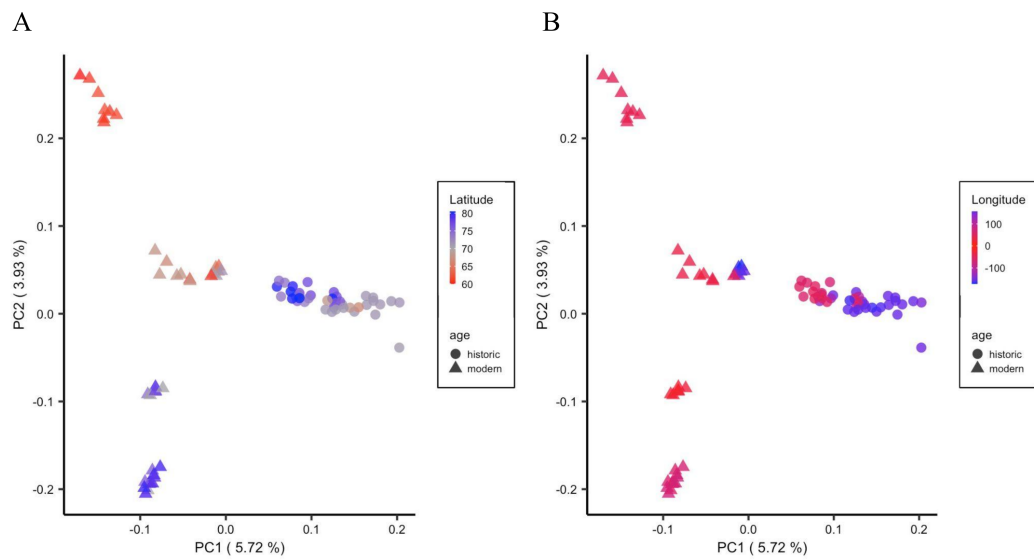 A
B
0.2
0.1
0.0
-0.1
-0.2
PC2 ( 3.93 %)
-0.1
0.0
0.1
0.2
PC1 ( 5.72 %)
Latitude
80
75
70
65
60
age
historic
modern
0.2
0.1
0.0
-0.1
-0.2
PC2 ( 3.93 %)
-0.1
0.0
0.1
0.2
PC1 ( 5.72 %)
Longitude
100
0
-100
age
historic
modern